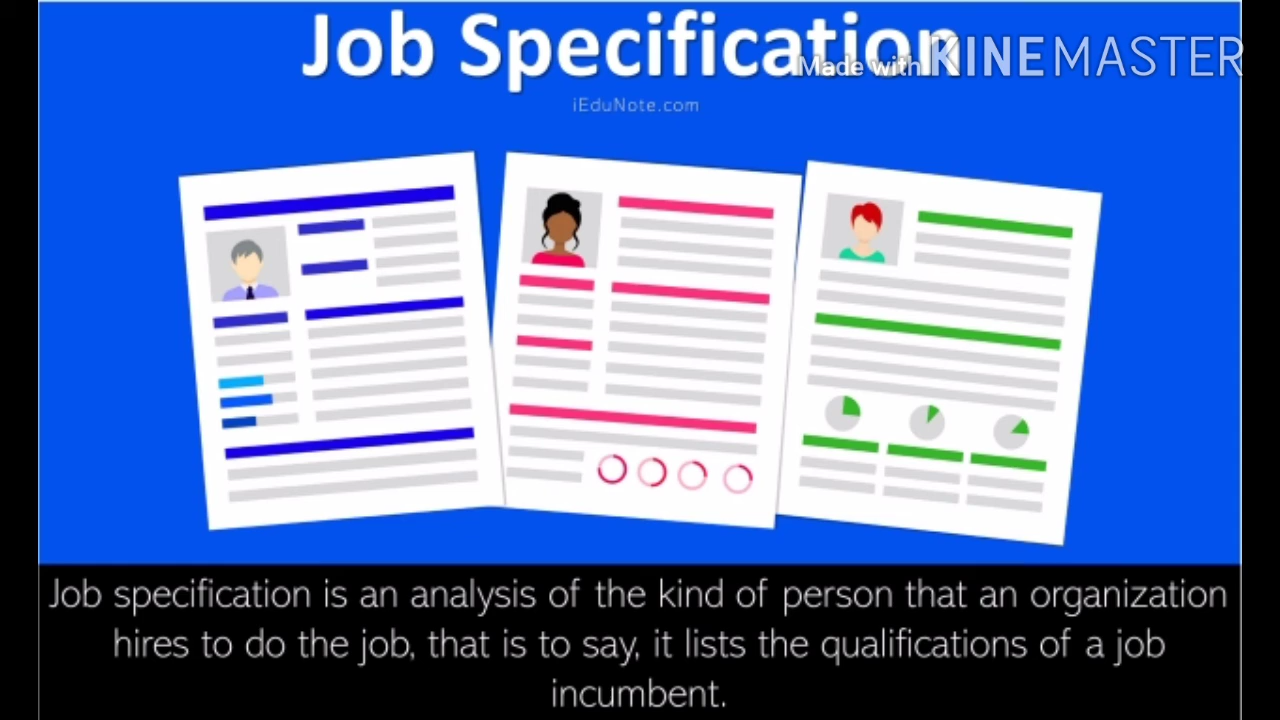 Job Specification
Made with KINEMASTER
iEduNote.com
Job specification is an analysis of the kind of person that an organization
hires to do the job, that is to say, it lists the qualifications of a job
incumbent.